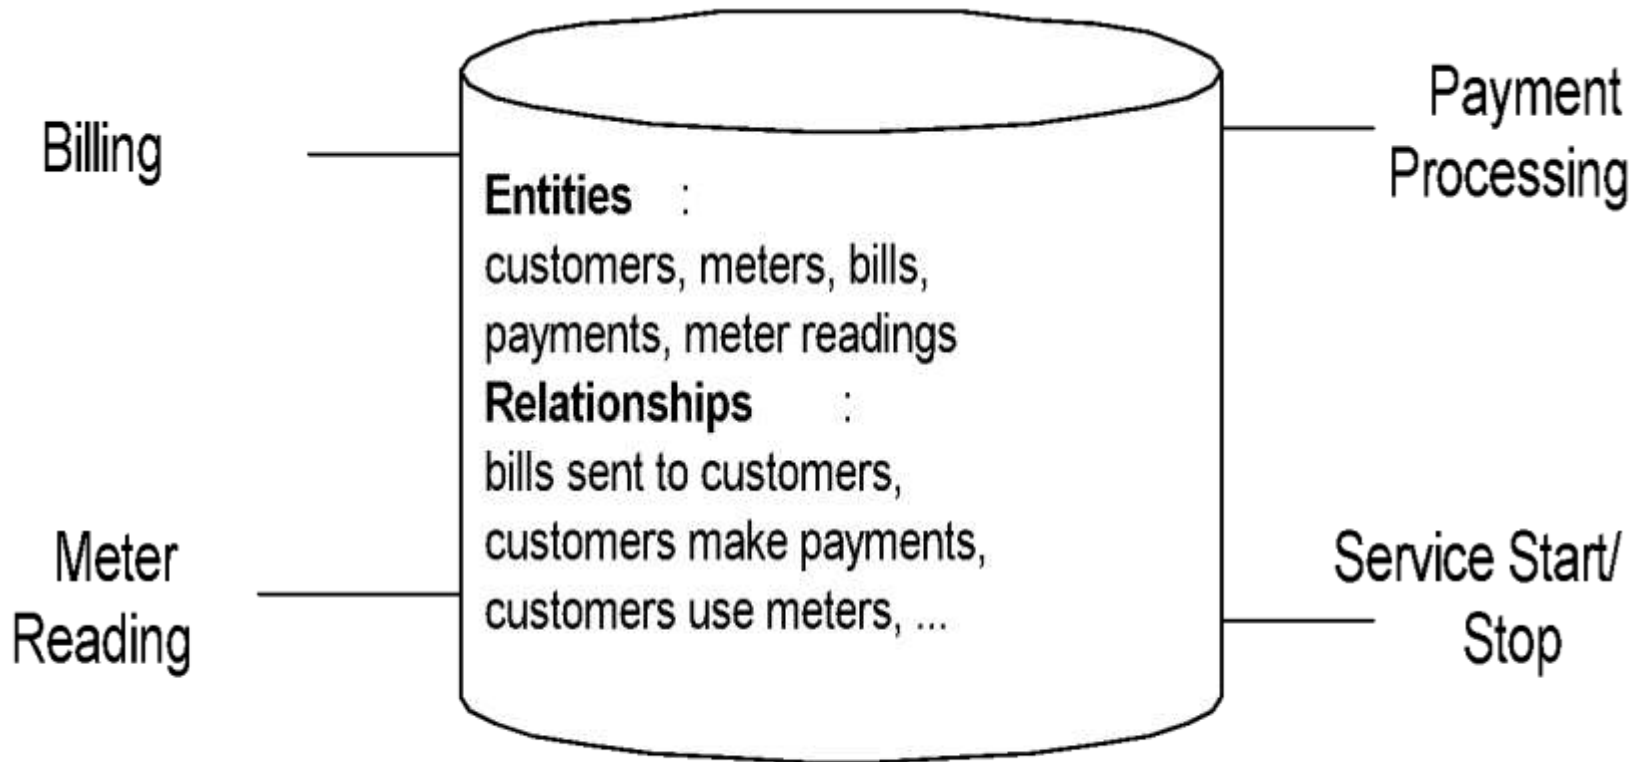 Billing
Payment
Processing
Entities :
customers, meters, bills,
payments, meter readings
Relationships :
bills sent to customers,
customers make payments,
customers use meters, ...
Meter
Reading
Service Start/
Stop